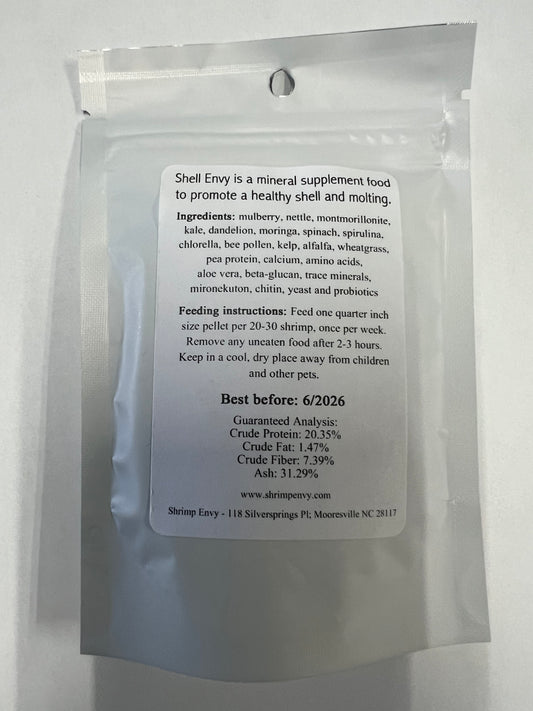 Shell Envy is a mineral supplement food
to promote a healthy shell and molting.
Ingredients: mulberry, nettle, montmorillonite,
kale, dandelion, moringa, spinach, spirulina,
chlorella, bee pollen, kelp, alfalfa, wheatgrass,
pea protein, calcium, amino acids,
aloe vera, beta-glucan, trace minerals,
mironekuton, chitin, yeast and probiotics
Feeding instructions: Feed one quarter inch
size pellet per 20-30 shrimp, once per week.
Remove any uneaten food after 2-3 hours.
Keep in a cool, dry place away from children
and other pets.
Best before: 6/2026
Guaranteed Analysis:
Crude Protein: 20.35%
Crude Fat: 1.47%
Crude Fiber: 7.39%
Ash: 31.29%
www.shrimpenvy.com
Shrimp Envy - 118 Silversprings Pl; Mooresville NC 28117